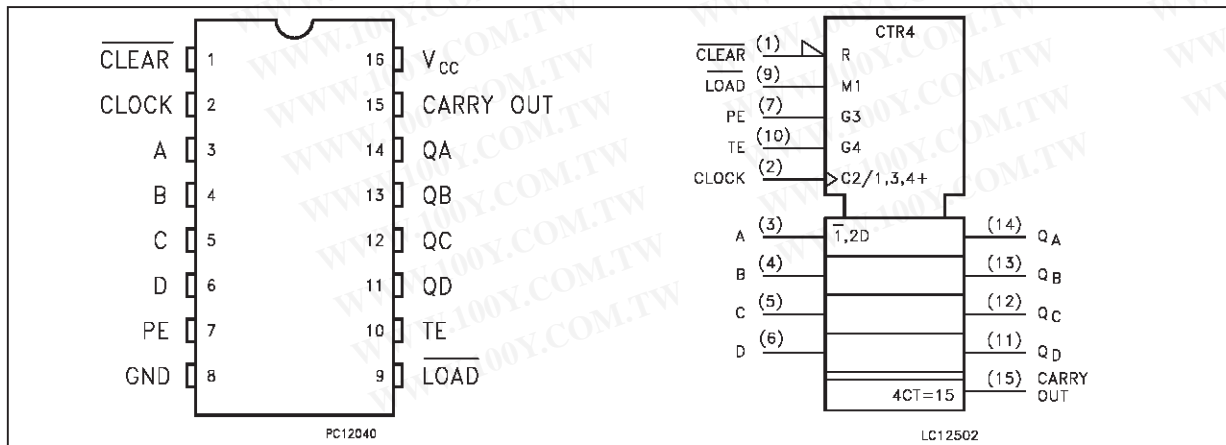 CLEAR 1 16 VCC
CLOCK 2 15 CARRY OUT
A 3 14 QA
B 4 13 QB
C 5 12 QC
D 6 11 QD
PE 7 10 TE
GND 8 9 LOAD
PC12040
CTR4
CLEAR (1) R
LOAD (9) M1
PE (7) G3
TE (10) G4
CLOCK (2) C2/1,3,4+
A (3) 1,2D (14) QA
B (4) (13) QB
C (5) (12) QC
D (6) (11) QD
4CT=15 (15) CARRY OUT
LC12502
WWW.100Y.COM.TW